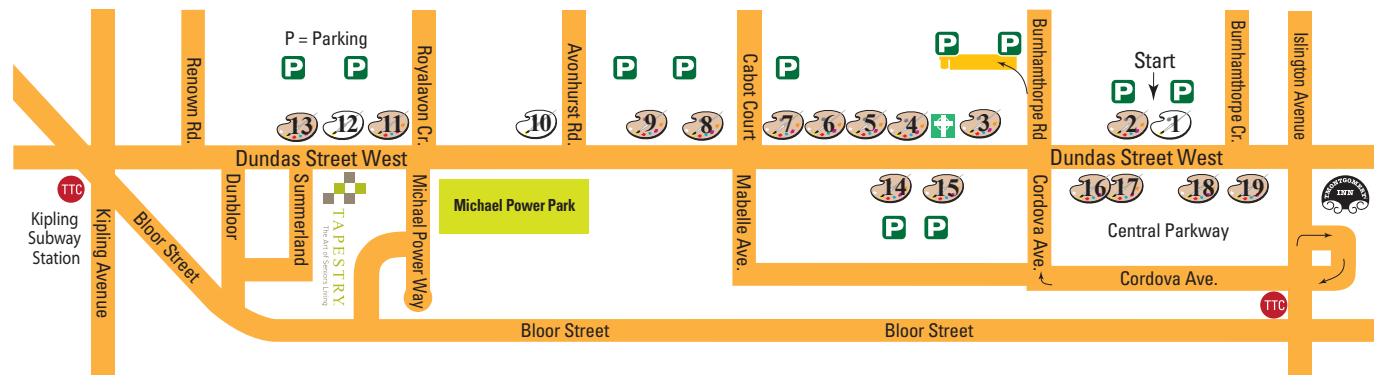 P = Parking
Start
P
P
P
P
P
P
P
P
P
Renown Rd.
Royalavon Cr.
Avonhurst Rd.
Cabot Court
Burnhamthorpe Rd
Burnhamthorpe Cr.
Islington Avenue
13
12
11
10
9
8
7
6
5
4
3
2
1
Dundas Street West
Dundas Street West
TTC
Kipling
Subway
Station
Kipling Avenue
Bloor Street
Dunbloor
Summerland
TAPESTRY
The Art of Seniors Living
Michael Power Way
Michael Power Park
Mabelle Ave.
14
15
P
P
Cordova Ave.
16
17
18
19
MONTGOMERY'S
INN
Central Parkway
Cordova Ave.
TTC
Bloor Street
Bloor Street